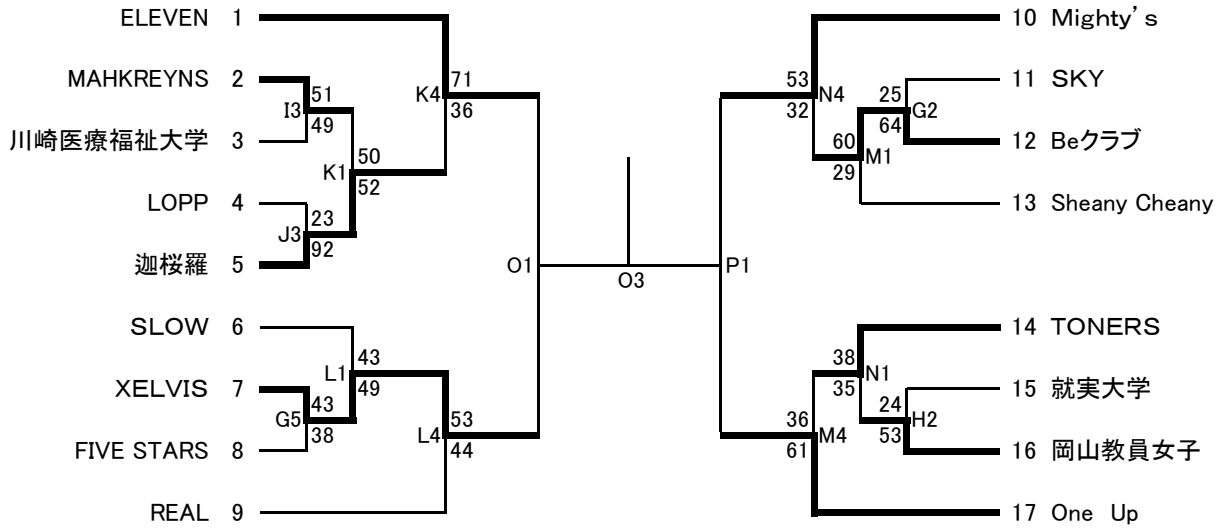 ELEVEN 1
MAHKREYNS 2
51
I3
49
川崎医療福祉大学 3
71
K4
36
50
K1
52
LOPP 4
23
J3
92
迦桜羅 5
O1
SLOW 6
43
L1
49
XELVIS 7
43
G5
38
FIVE STARS 8
53
L4
44
REAL 9
O3
10 Mighty's
53
N4
32
11 SKY
25
G2
64
12 Beクラブ
60
M1
29
13 Sheany Cheany
P1
14 TONERS
38
N1
35
15 就実大学
24
H2
53
16 岡山教員女子
36
M4
61
17 One Up